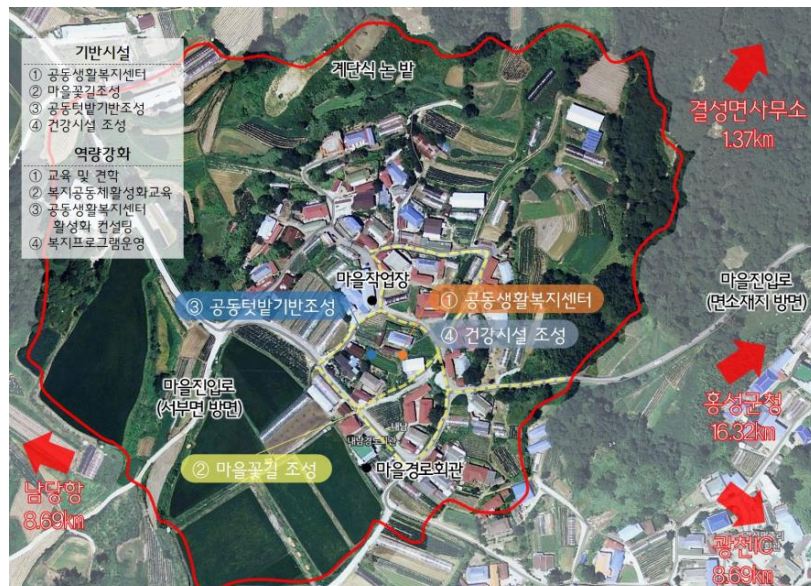 기반시설
① 공동생활복지센터
② 마을꽃길조성
③ 공동텃밭기반조성
④ 건강시설 조성
역량강화
① 교육 및 견학
② 복지공동체활성화교육
③ 공동생활복지센터
활성화 컨설팅
④ 복지프로그램운영
계단식 논 밭
결성면사무소
1.37km
마을진입로
(면소재지 방면)
마을작업장
③ 공동텃밭기반조성
① 공동생활복지센터
④ 건강시설 조성
마을진입로
(서부면 방면)
홍성군청
16.32km
내남
내남경로회관
② 마을꽃길 조성
마을경로회관
남당항
8.69km
광천IC
8.69km